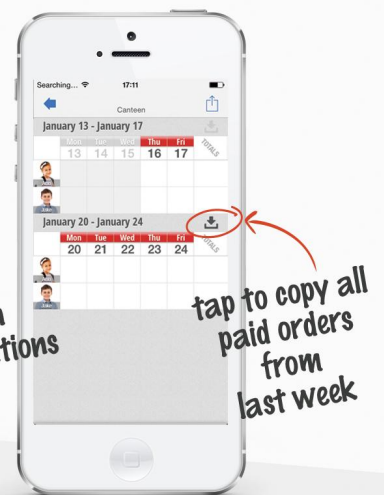 Searching... 17:11
Canteen
January 13 - January 17
Mon Tue Wed Thu Fri TOTALS
13 14 15 16 17
January 20 - January 24
Mon Tue Wed Thu Fri TOTALS
20 21 22 23 24
tap to copy all
paid orders
from
last week